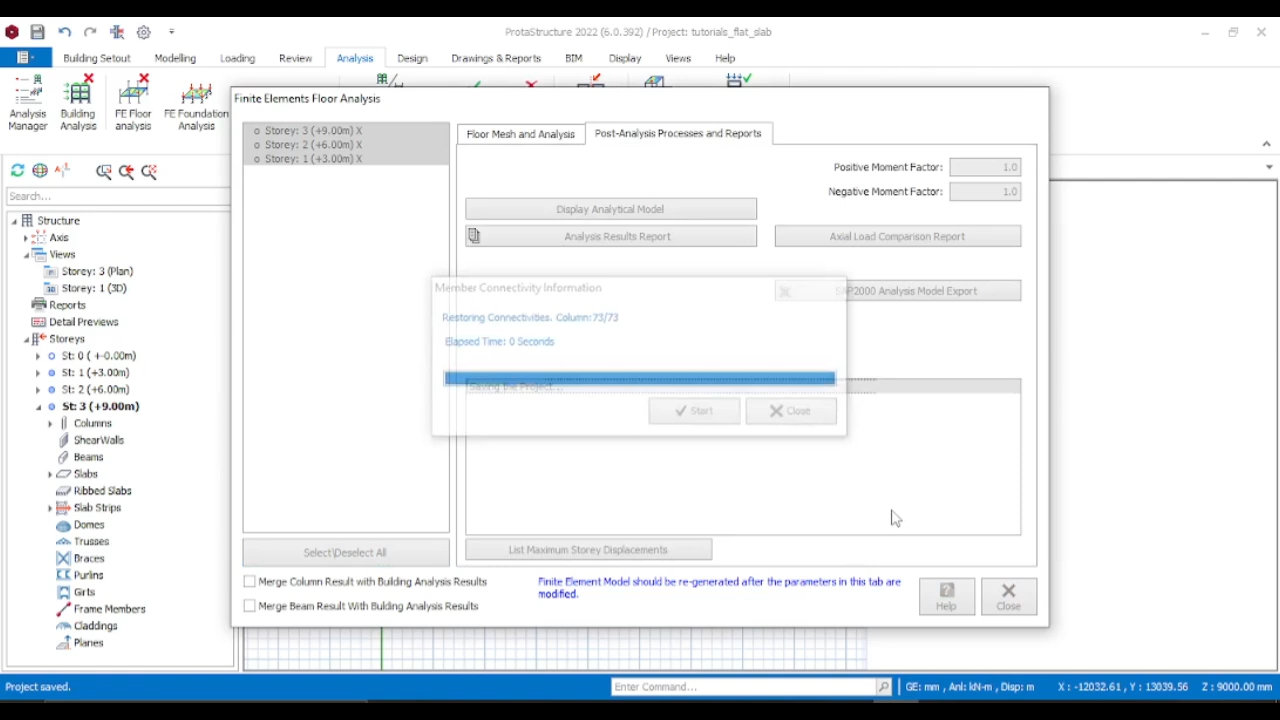 ProtaStructure 2022 (6.0.392) / Project: tutorials_flat_slab
Building Setout Modelling Loading Review Analysis Design Drawings & Reports BIM Display Views Help
Analysis Manager
Building Analysis
FE Floor analysis
FE Foundation Analysis
Search...
Structure
Axis
Views
Storey: 3 (Plan)
Storey: 1 (3D)
Reports
Detail Previews
Storeys
St: 0 ( +-0.00m)
St: 1 (+3.00m)
St: 2 (+6.00m)
St: 3 (+9.00m)
Columns
ShearWalls
Beams
Slabs
Ribbed Slabs
Slab Strips
Domes
Trusses
Braces
Purlins
Girts
Frame Members
Claddings
Planes
Finite Elements Floor Analysis
Storey: 3 (+9.00m) X
Storey: 2 (+6.00m) X
Storey: 1 (+3.00m) X
Select\Deselect All
Merge Column Result with Building Analysis Results
Merge Beam Result With Bulding Analysis Results
Floor Mesh and Analysis
Post-Analysis Processes and Reports
Positive Moment Factor: 1.0
Negative Moment Factor: 1.0
Display Analytical Model
Analysis Results Report
Axial Load Comparison Report
SAP2000 Analysis Model Export
Member Connectivity Information
Restoring Connectivities. Column:73/73
Elapsed Time: 0 Seconds
Saving the Project...
Start
Close
List Maximum Storey Displacements
Finite Element Model should be re-generated after the parameters in this tab are
modified.
Help
Close
Project saved.
Enter Command...
GE: mm , Anl: kN-m , Disp: m
X : -12032.61 , Y : 13039.56
Z : 9000.00 mm